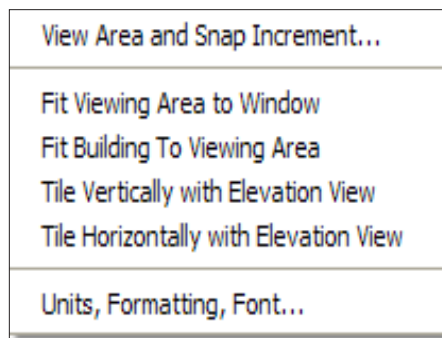 View Area and Snap Increment...
Fit Viewing Area to Window
Fit Building To Viewing Area
Tile Vertically with Elevation View
Tile Horizontally with Elevation View
Units, Formatting, Font...